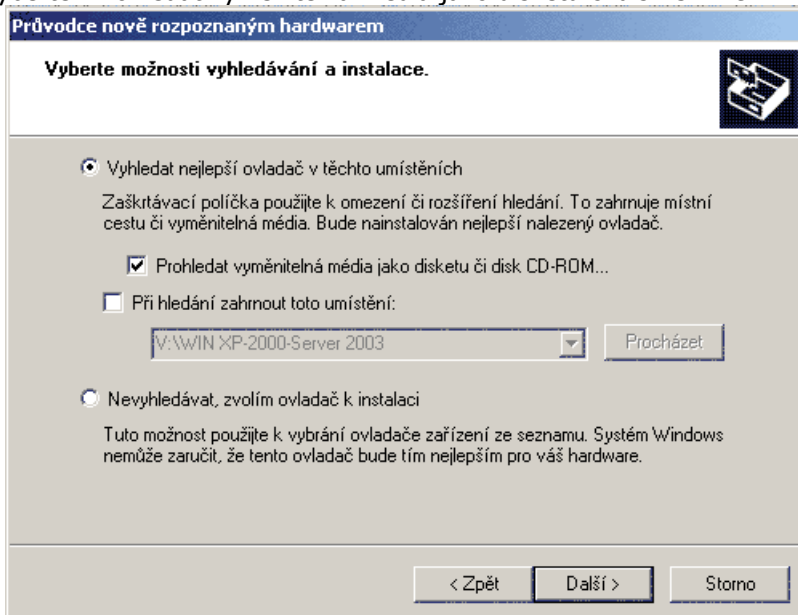 Průvodce nově rozpoznaným hardwarem
Vyberte možnosti vyhledávání a instalace.
Vyhledat nejlepší ovladač v těchto umístěních
Zaškrtávací políčka použijte k omezení či rozšíření hledání. To zahrnuje místní
cestu či vyměnitelná média. Bude nainstalován nejlepší nalezený ovladač.
Prohledat vyměnitelná média jako disketu či disk CD-ROM...
Při hledání zahrnout toto umístění:
V:\WIN XP-2000-Server 2003
Procházet
Nevyhledávat, zvolím ovladač k instalaci
Tuto možnost použijte k vybrání ovladače zařízení ze seznamu. Systém Windows
nemůže zaručit, že tento ovladač bude tím nejlepším pro váš hardware.
< Zpět
Další >
Storno